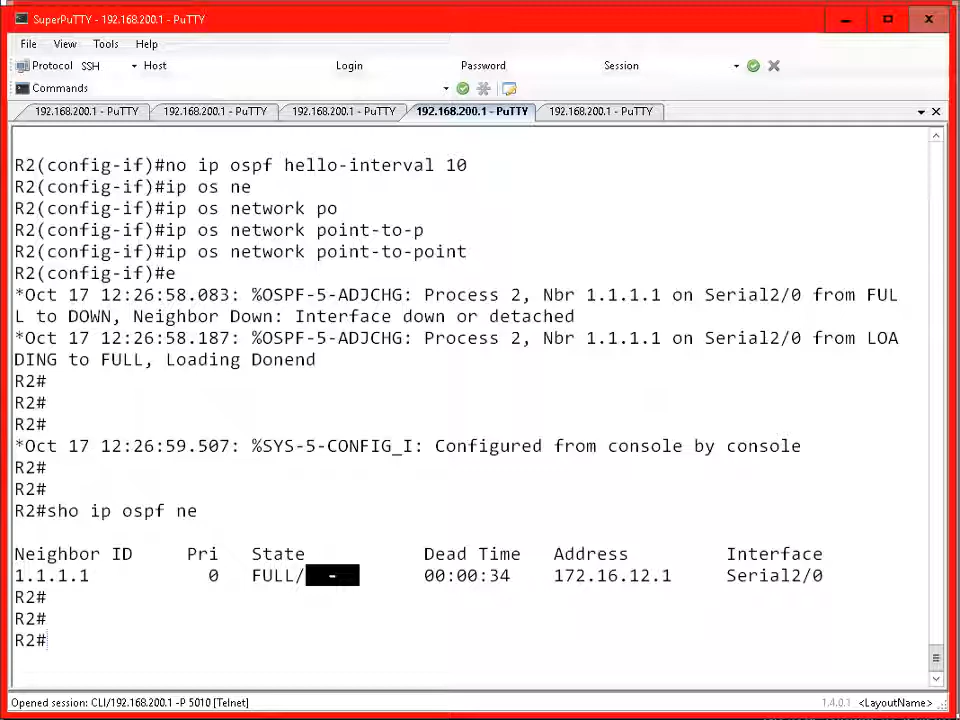 SuperPuTTY - 192.168.200.1 - PuTTY
File View Tools Help
Protocol SSH Host Login Password Session
Commands
192.168.200.1 - PuTTY 192.168.200.1 - PuTTY 192.168.200.1 - PuTTY 192.168.200.1 - PuTTY 192.168.200.1 - PuTTY
R2(config-if)#no ip ospf hello-interval 10
R2(config-if)#ip os ne
R2(config-if)#ip os network po
R2(config-if)#ip os network point-to-p
R2(config-if)#ip os network point-to-point
R2(config-if)#e
*Oct 17 12:26:58.083: %OSPF-5-ADJCHG: Process 2, Nbr 1.1.1.1 on Serial2/0 from FUL
L to DOWN, Neighbor Down: Interface down or detached
*Oct 17 12:26:58.187: %OSPF-5-ADJCHG: Process 2, Nbr 1.1.1.1 on Serial2/0 from LOA
DING to FULL, Loading Donend
R2#
R2#
R2#
*Oct 17 12:26:59.507: %SYS-5-CONFIG_I: Configured from console by console
R2#
R2#
R2#sho ip ospf ne
Neighbor ID Pri State Dead Time Address Interface
1.1.1.1 0 FULL/ - 00:00:34 172.16.12.1 Serial2/0
R2#
R2#
R2#
Opened session: CLI/192.168.200.1 -P 5010 [Telnet] 1.4.0.1 <LayoutName>